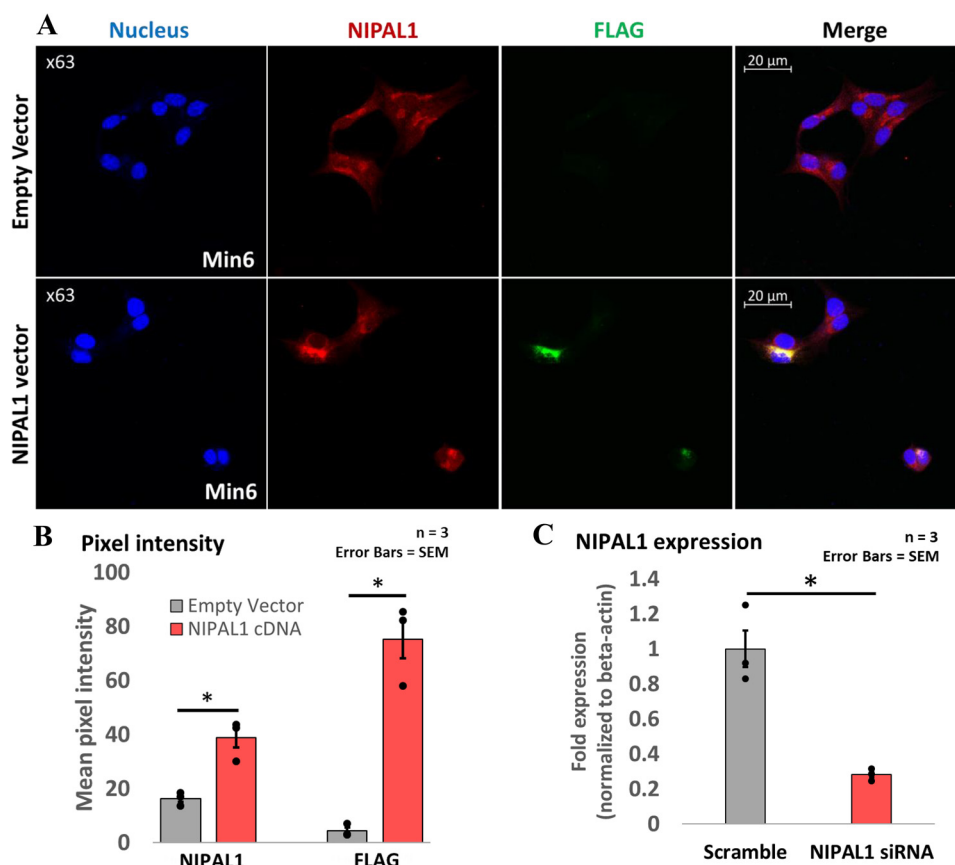 A
Nucleus NIPAL1 FLAG Merge
Empty Vector
x63
Min6
20 µm
NIPAL1 vector
x63
Min6
20 µm
B Pixel intensity
n = 3
Error Bars = SEM
Mean pixel intensity
100
80
60
40
20
0
Empty Vector
NIPAL1 cDNA
*
*
NIPAL1 FLAG
C NIPAL1 expression
n = 3
Error Bars = SEM
Fold expression
(normalized to beta-actin)
1.4
1.2
1
0.8
0.6
0.4
0.2
0
*
Scramble NIPAL1 siRNA